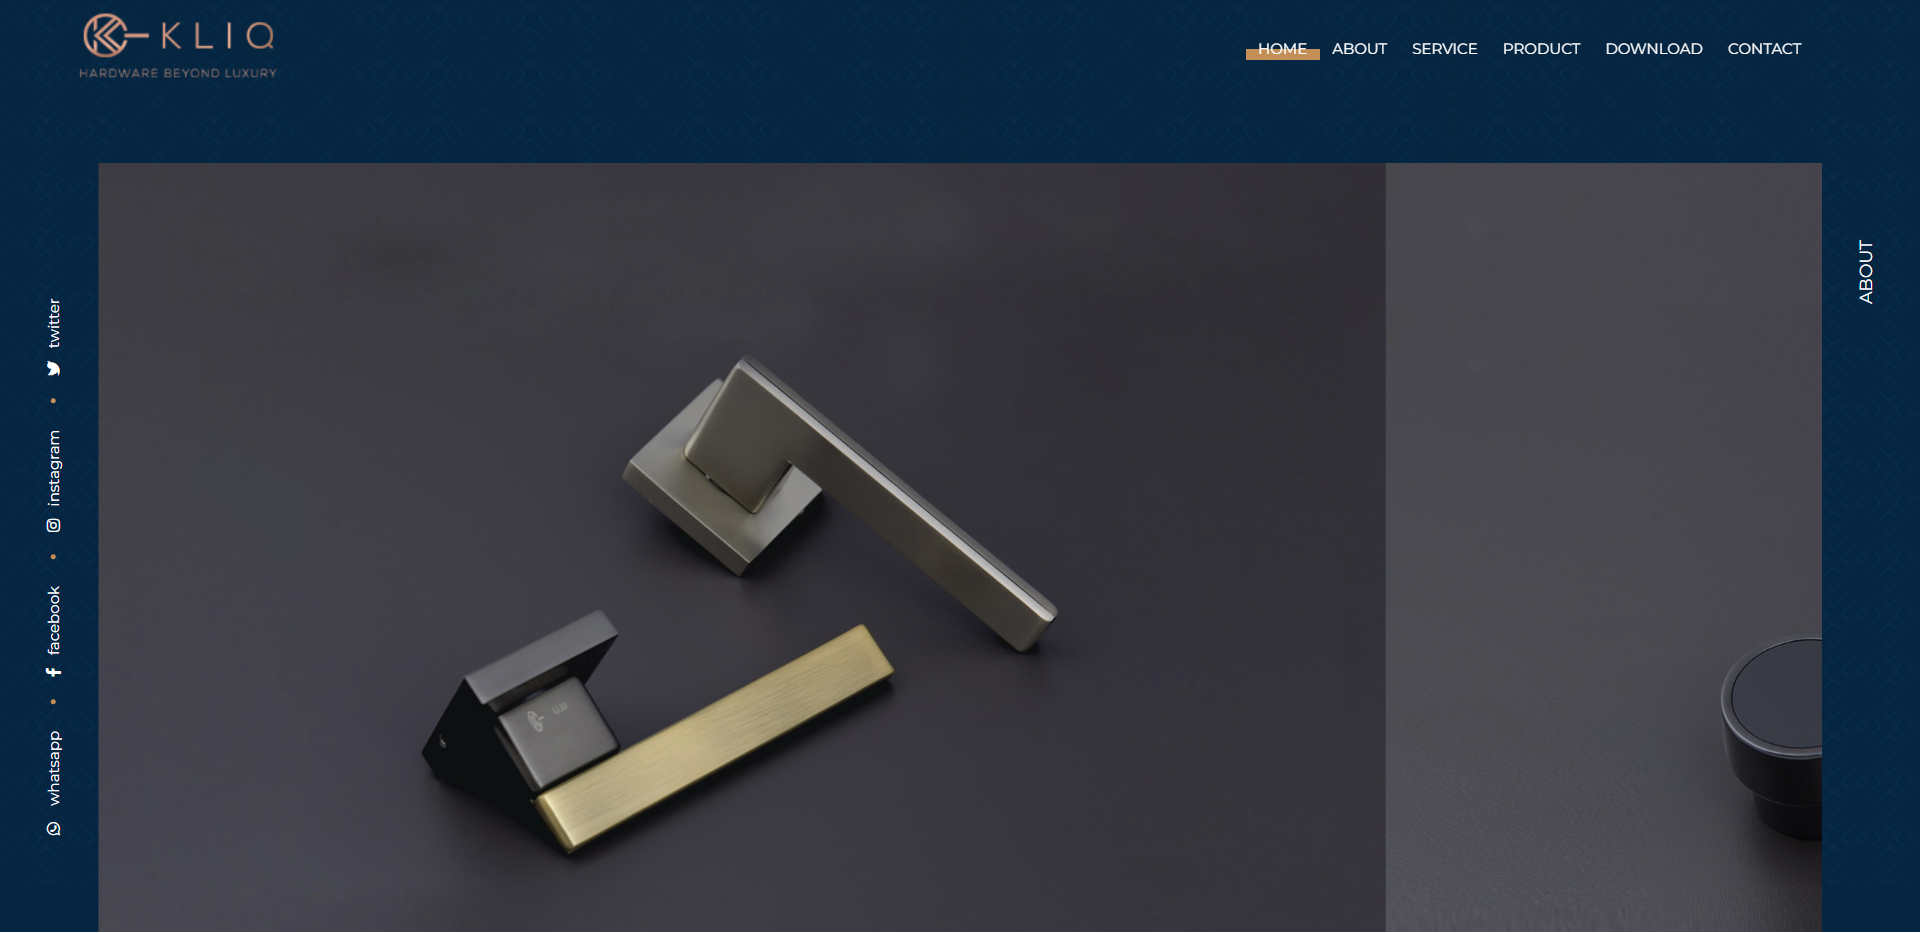 KLIQ
HARDWARE BEYOND LUXURY
HOME ABOUT SERVICE PRODUCT DOWNLOAD CONTACT
ABOUT
twitter
instagram
facebook
whatsapp